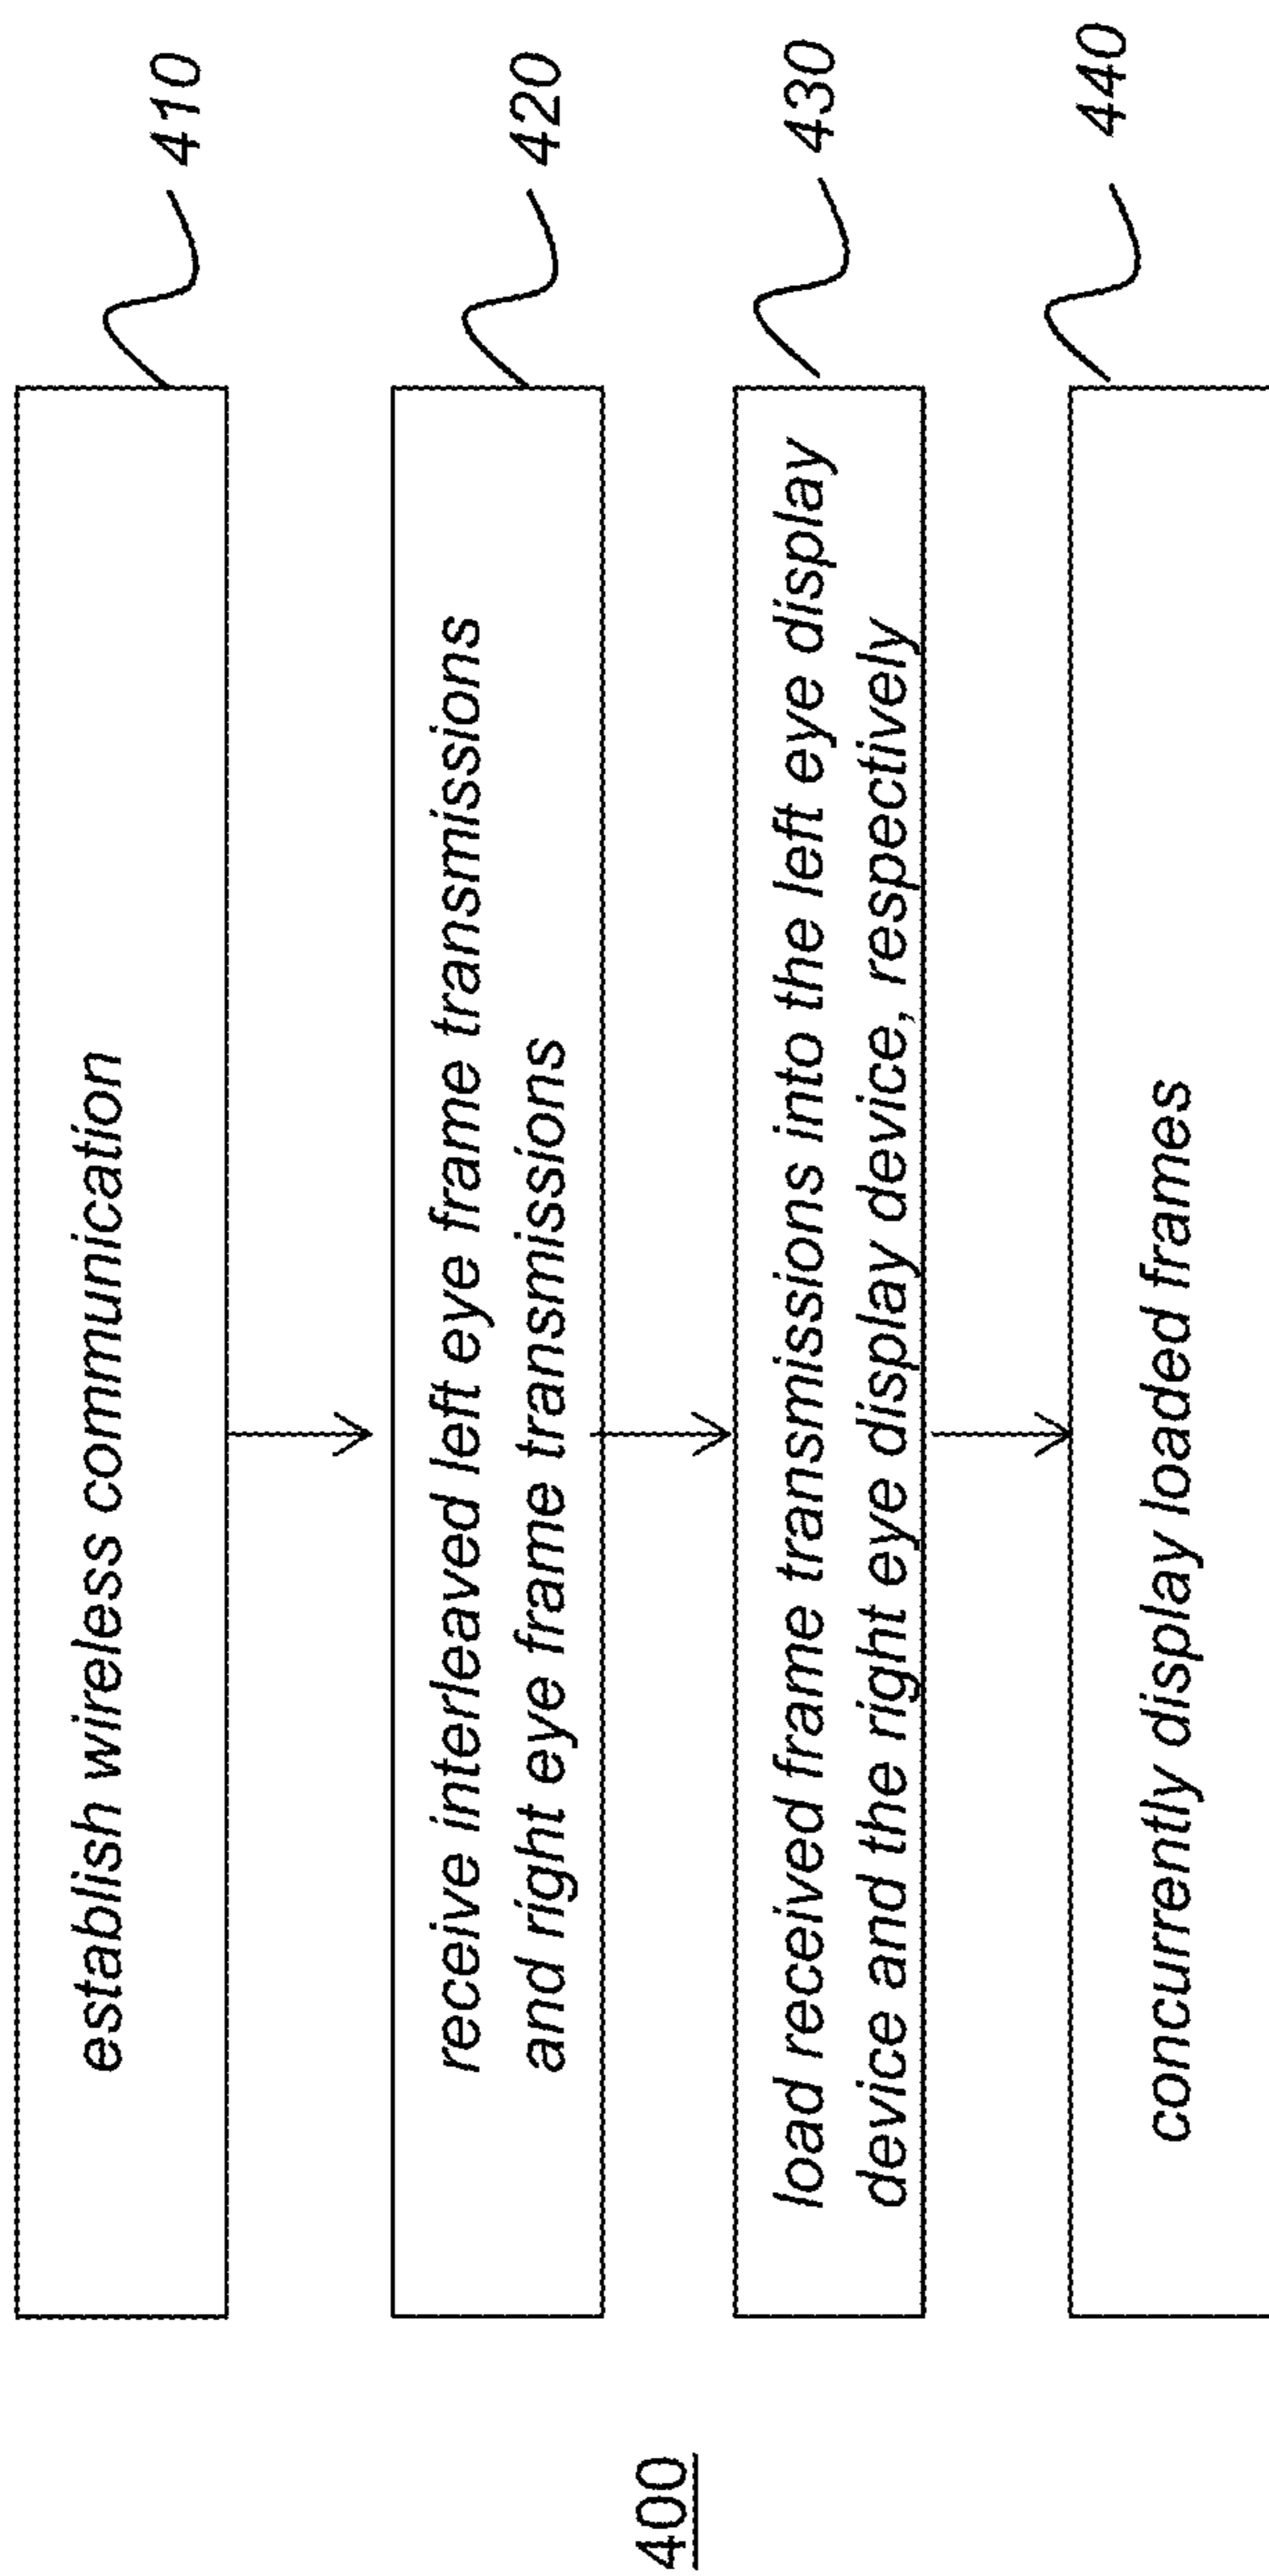 400
establish wireless communication
410
receive interleaved left eye frame transmissions
and right eye frame transmissions
420
load received frame transmissions into the left eye display
device and the right eye display device, respectively
430
concurrently display loaded frames
440